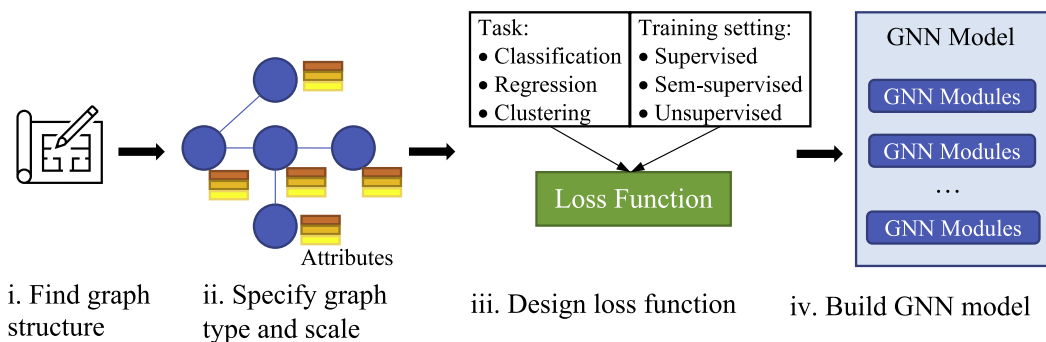 Task:
• Classification
• Regression
• Clustering
Training setting:
• Supervised
• Sem-supervised
• Unsupervised
Loss Function
GNN Model
GNN Modules
GNN Modules
...
GNN Modules
Attributes
i. Find graph
structure
ii. Specify graph
type and scale
iii. Design loss function
iv. Build GNN model